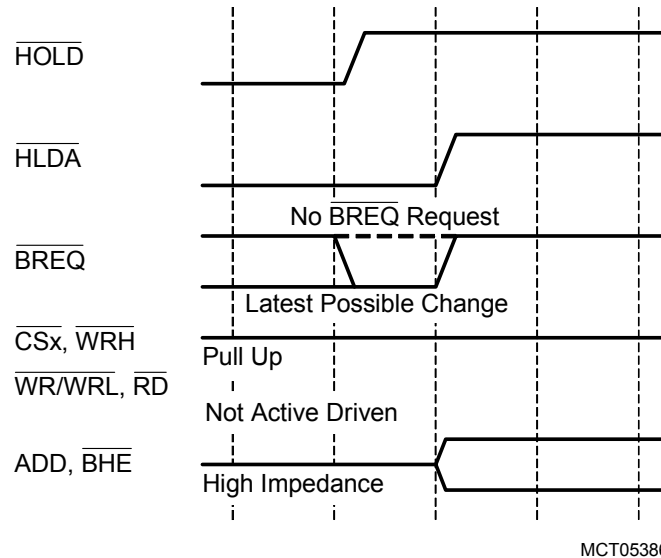 HOLD
HLDA
No BREQ Request
BREQ
Latest Possible Change
CSx, WRH
Pull Up
WR/WRL, RD
Not Active Driven
ADD, BHE
High Impedance